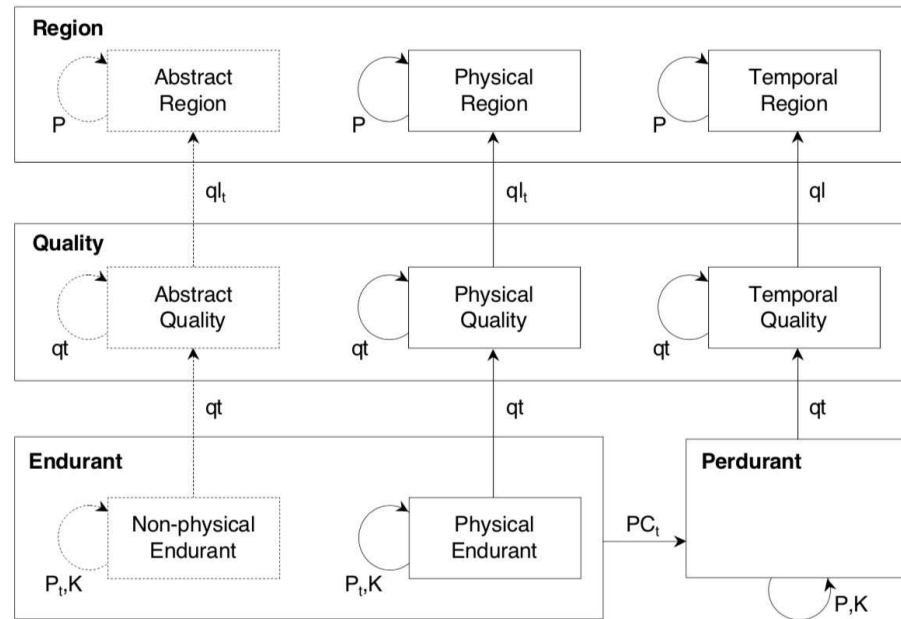 Region
Abstract
Region
Physical
Region
Temporal
Region
P
P
P
qlₜ
qlₜ
ql
Quality
Abstract
Quality
Physical
Quality
Temporal
Quality
qt
qt
qt
qt
qt
qt
Endurant
Perdurant
Non-physical
Endurant
Physical
Endurant
PCₜ
Pₜ,K
Pₜ,K
P,K